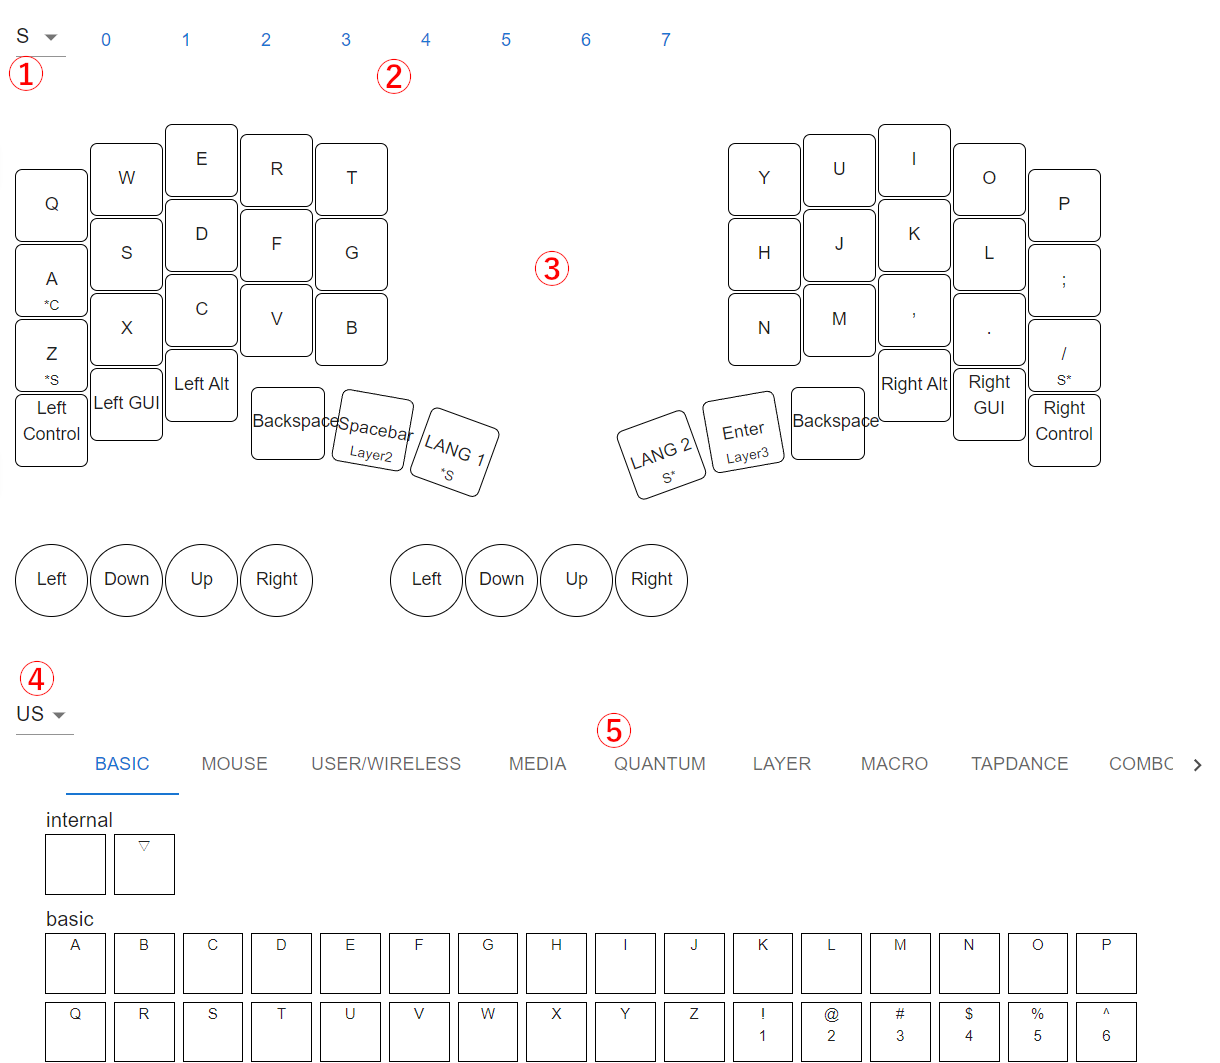 S 0 1 2 3 4 5 6 7
① ②
E I
R U
W T Y O
Q P
D K
F J
S G H L
A ;
*C
③
C ,
V M
X B N .
Z /
*S S*
Left Alt Right Alt
Left GUI Right GUI
Left Control Right Control
Backspace Spacebar LANG 1 LANG 2 Enter Backspace
Layer2 *S S* Layer3
Left Down Up Right Left Down Up Right
④
US
⑤
BASIC MOUSE USER/WIRELESS MEDIA QUANTUM LAYER MACRO TAPDANCE COMBO
internal
▽
basic
A B C D E F G H I J K L M N O P
Q R S T U V W X Y Z ! @ # $ % ^
1 2 3 4 5 6